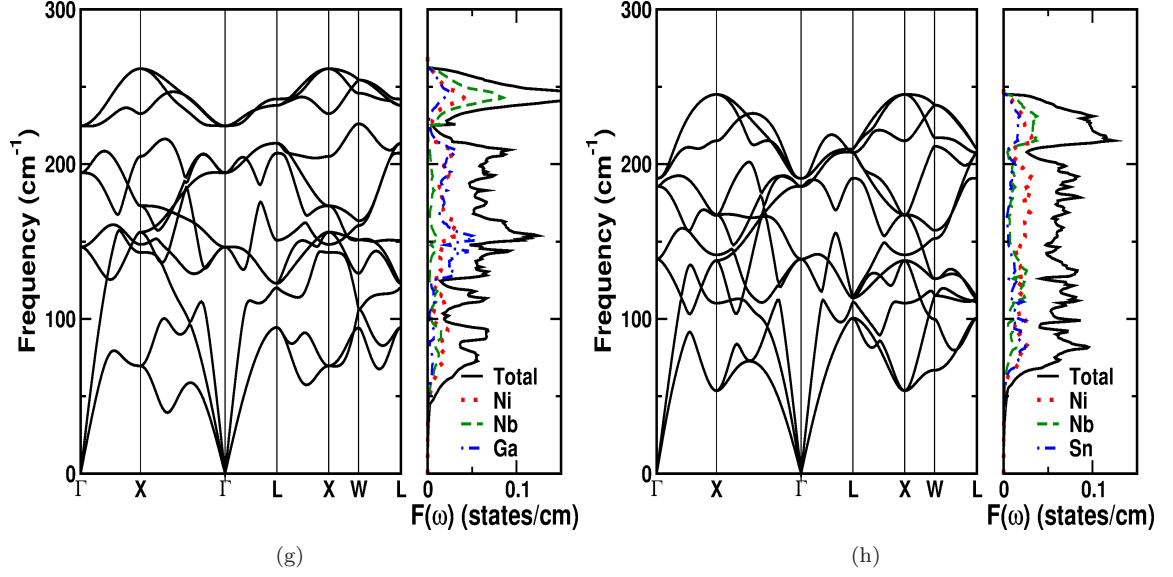 300
200
100
0
Frequency (cm⁻¹)
Γ X Γ L X W L
Total
Ni
Nb
Ga
0 0.1
F(ω) (states/cm)
(g)
300
200
100
0
Frequency (cm⁻¹)
Γ X Γ L X W L
Total
Ni
Nb
Sn
0 0.1
F(ω) (states/cm)
(h)